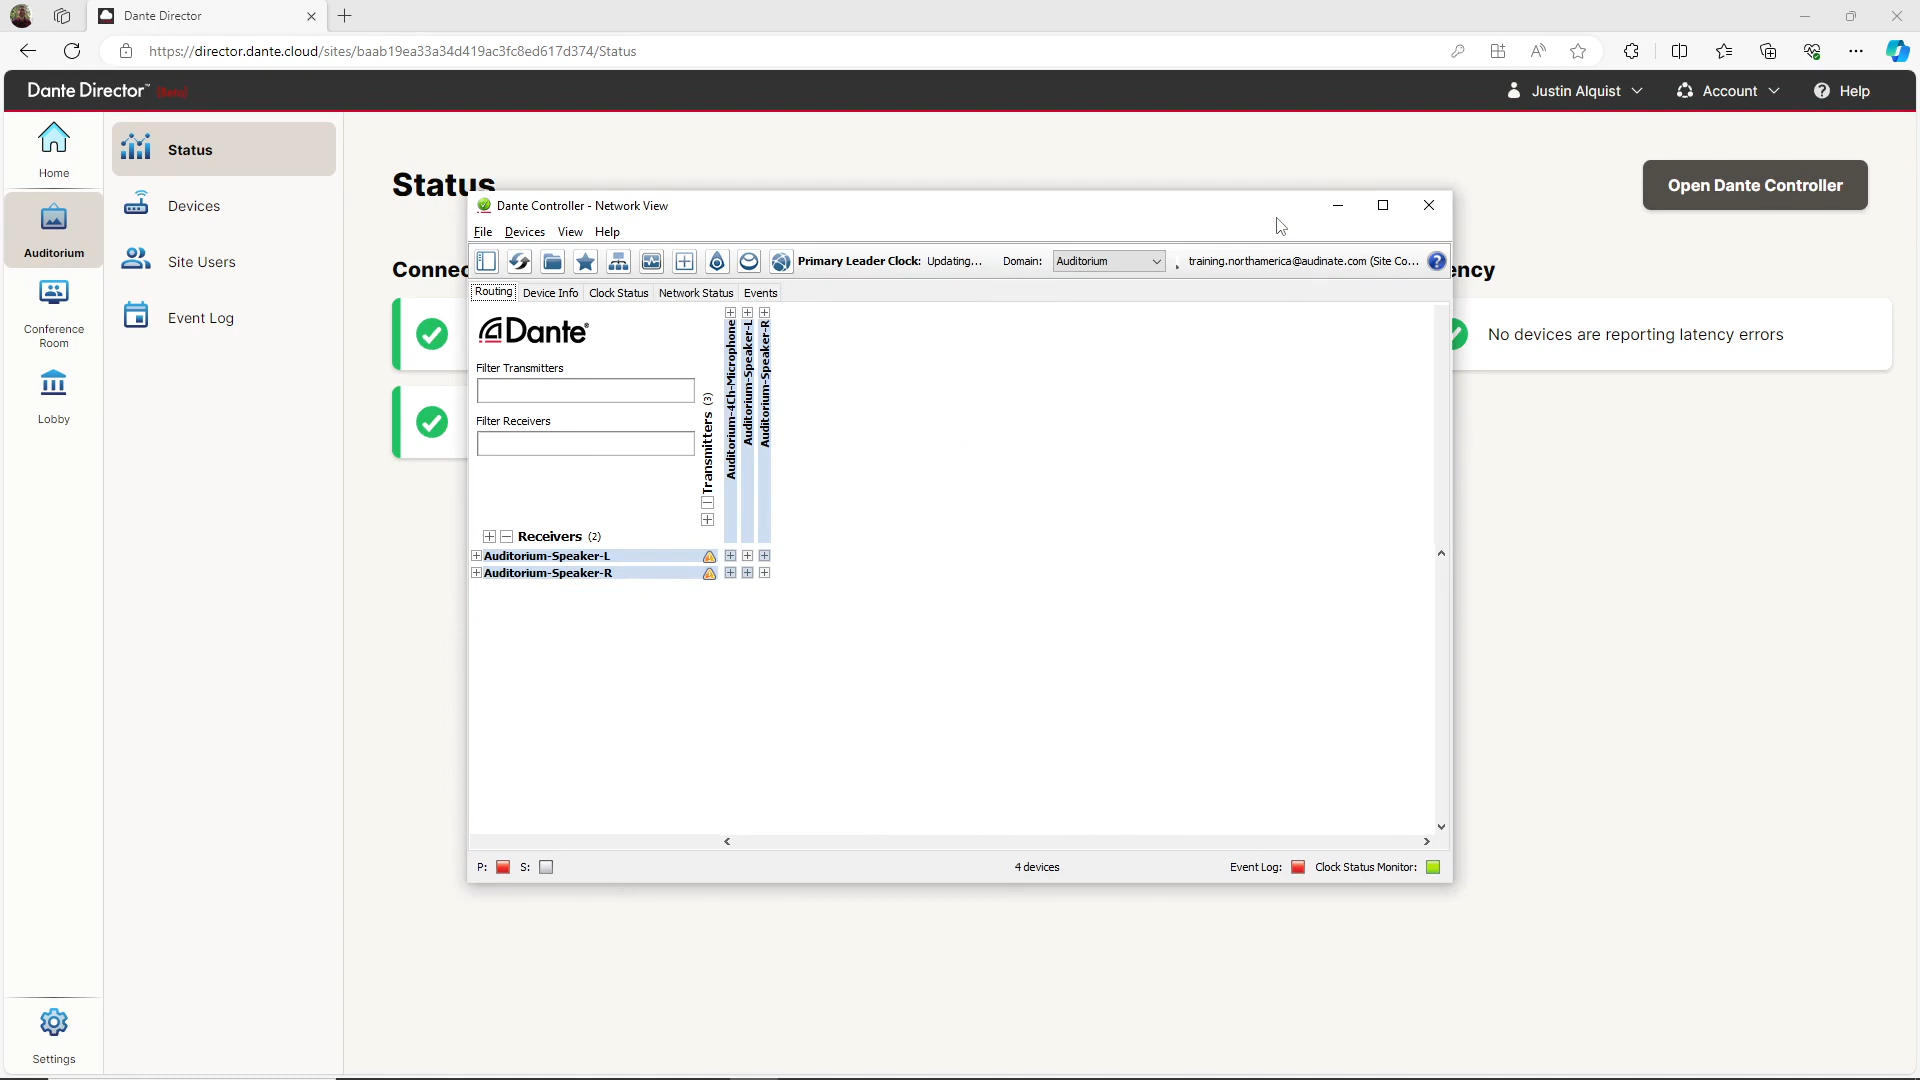 Dante Director
https://director.dante.cloud/sites/baab19ea33a34d419ac3fc8ed617d374/Status
Dante Director™ (Beta)
Justin Alquist
Account
Help
Home
Auditorium
Conference
Room
Lobby
Settings
Status
Devices
Site Users
Event Log
Status
Open Dante Controller
Connec
ency
No devices are reporting latency errors
Dante Controller - Network View
File Devices View Help
Primary Leader Clock: Updating... Domain: Auditorium training.northamerica@audinate.com (Site Co...
Routing Device Info Clock Status Network Status Events
Dante®
Filter Transmitters
Filter Receivers
Transmitters (3)
Auditorium-4Ch-Microphone
Auditorium-Speaker-L
Auditorium-Speaker-R
Receivers (2)
Auditorium-Speaker-L
Auditorium-Speaker-R
P: S: 4 devices Event Log: Clock Status Monitor: